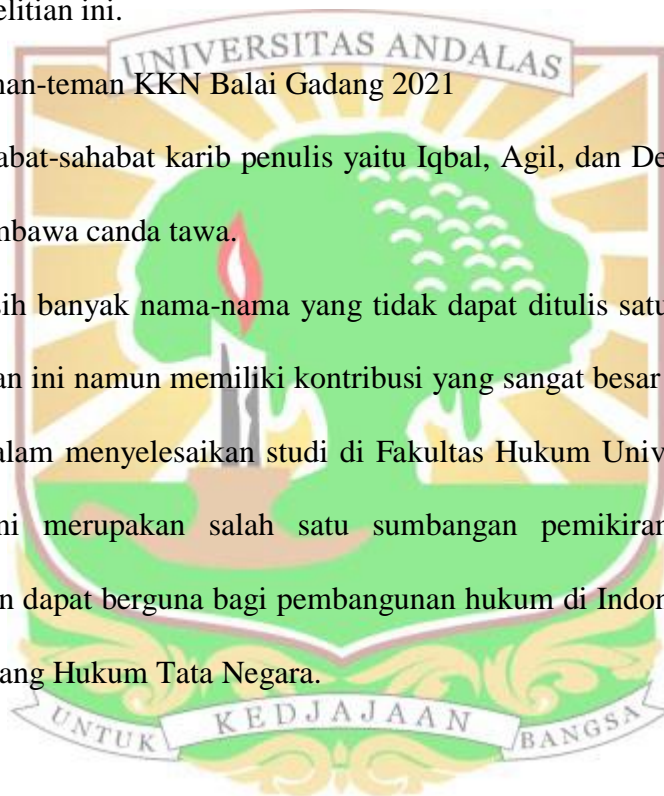 elitian ini.
UNIVERSITAS ANDALAS
nan-teman KKN Balai Gadang 2021
abat-sahabat karib penulis yaitu Iqbal, Agil, dan De
mbawa canda tawa.
sih banyak nama-nama yang tidak dapat ditulis satu
an ini namun memiliki kontribusi yang sangat besar
alam menyelesaikan studi di Fakultas Hukum Univ
ni merupakan salah satu sumbangan pemikiran
n dapat berguna bagi pembangunan hukum di Indon
ang Hukum Tata Negara.
UNTUK KEDJAJAAN BANGSA